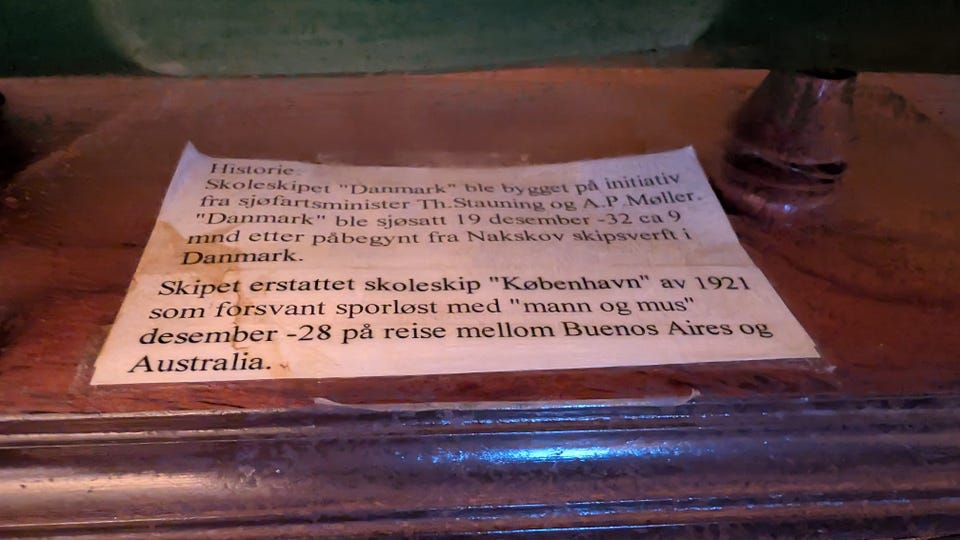 Historie:
Skoleskipet "Danmark" ble bygget på initiativ
fra sjøfartsminister Th.Stauning og A.P.Møller.
"Danmark" ble sjøsatt 19 desember -32 ca 9
mnd etter påbegynt fra Nakskov skipsverft i
Danmark.
Skipet erstattet skoleskip "København" av 1921
som forsvant sporløst med "mann og mus"
desember -28 på reise mellom Buenos Aires og
Australia.